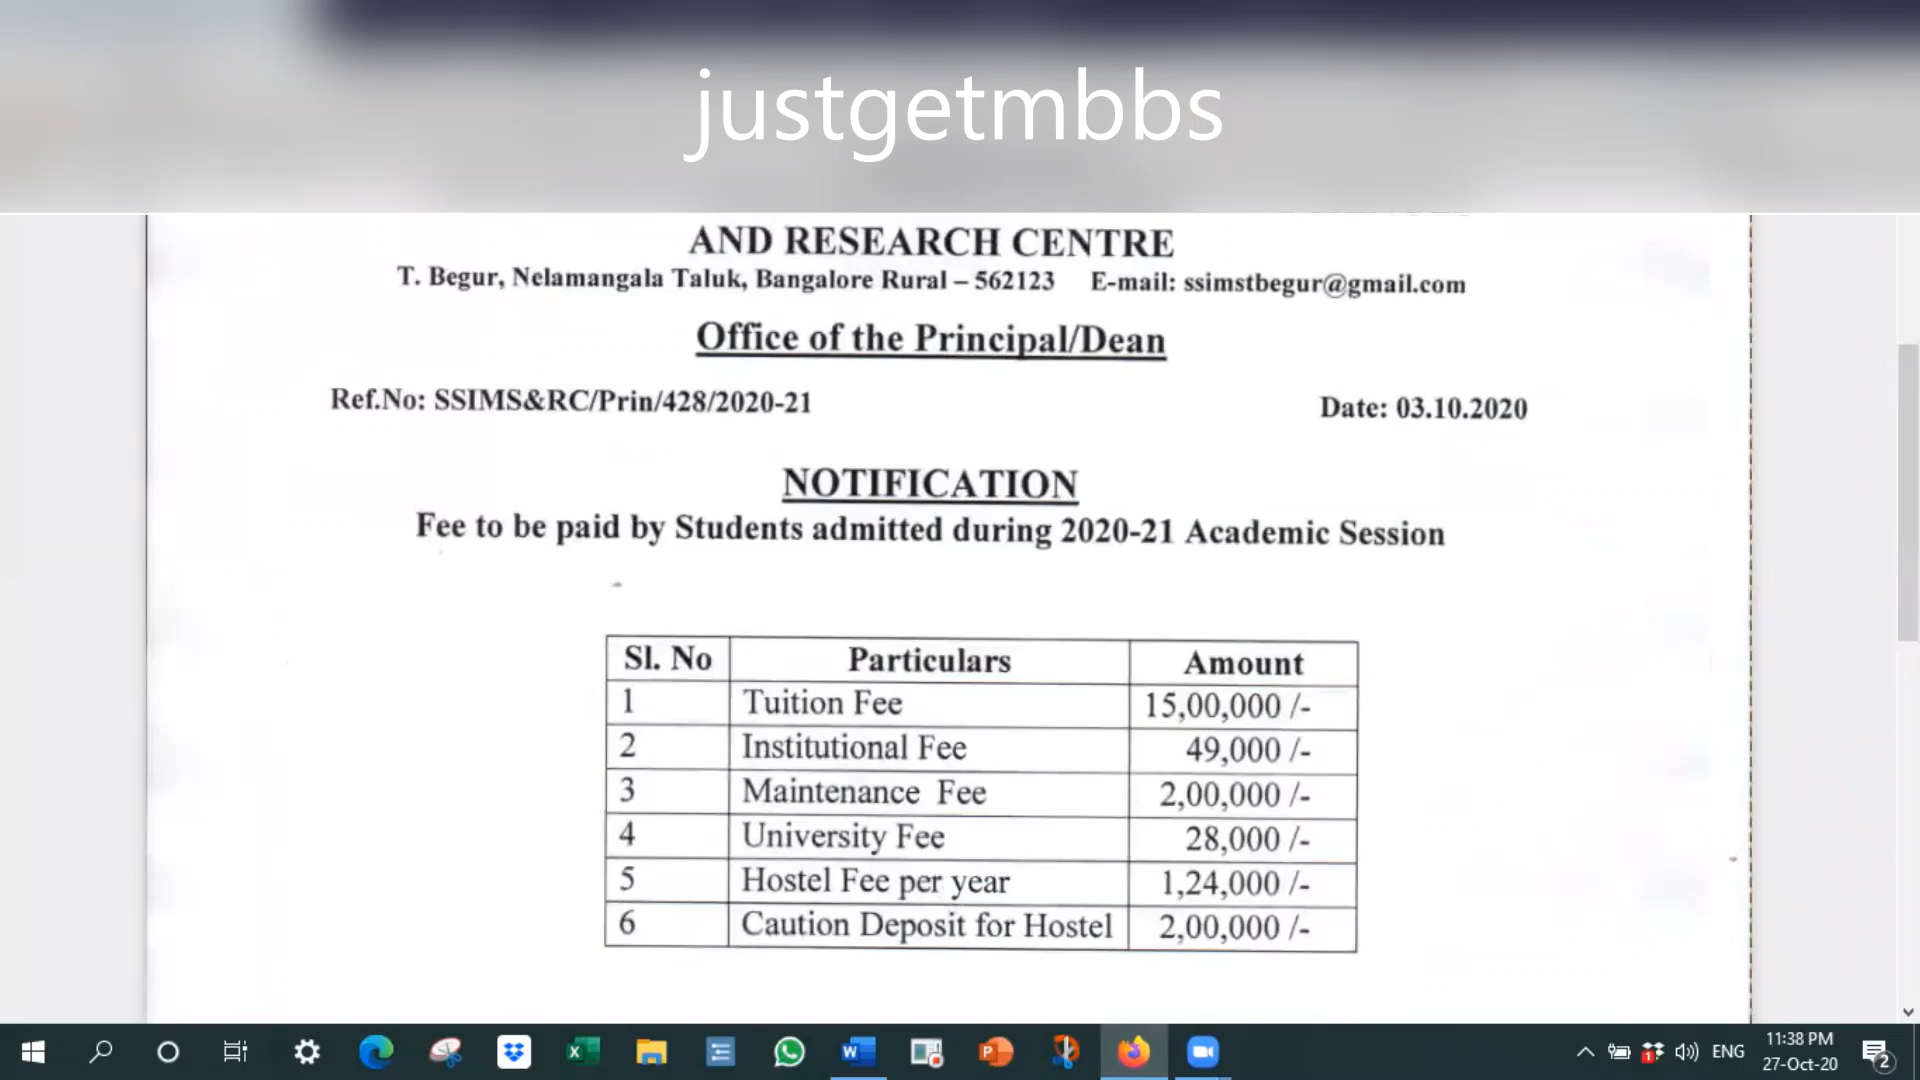 justgetmbbs
AND RESEARCH CENTRE
T. Begur, Nelamangala Taluk, Bangalore Rural – 562123 E-mail: ssimstbegur@gmail.com
Office of the Principal/Dean
Ref.No: SSIMS&RC/Prin/428/2020-21 Date: 03.10.2020
NOTIFICATION
Fee to be paid by Students admitted during 2020-21 Academic Session
Sl. No Particulars Amount
1 Tuition Fee 15,00,000 /-
2 Institutional Fee 49,000 /-
3 Maintenance Fee 2,00,000 /-
4 University Fee 28,000 /-
5 Hostel Fee per year 1,24,000 /-
6 Caution Deposit for Hostel 2,00,000 /-
11:38 PM
ENG
27-Oct-20
2